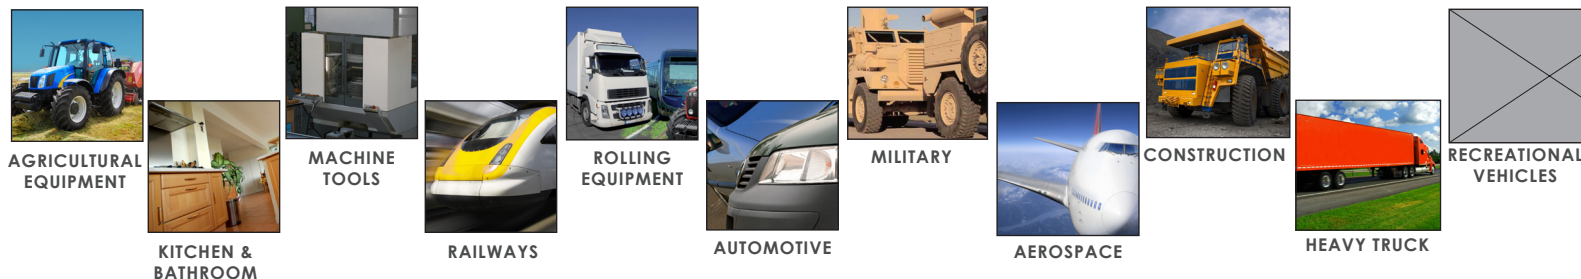 AGRICULTURAL
EQUIPMENT
KITCHEN &
BATHROOM
MACHINE
TOOLS
RAILWAYS
ROLLING
EQUIPMENT
AUTOMOTIVE
MILITARY
AEROSPACE
CONSTRUCTION
HEAVY TRUCK
RECREATIONAL
VEHICLES